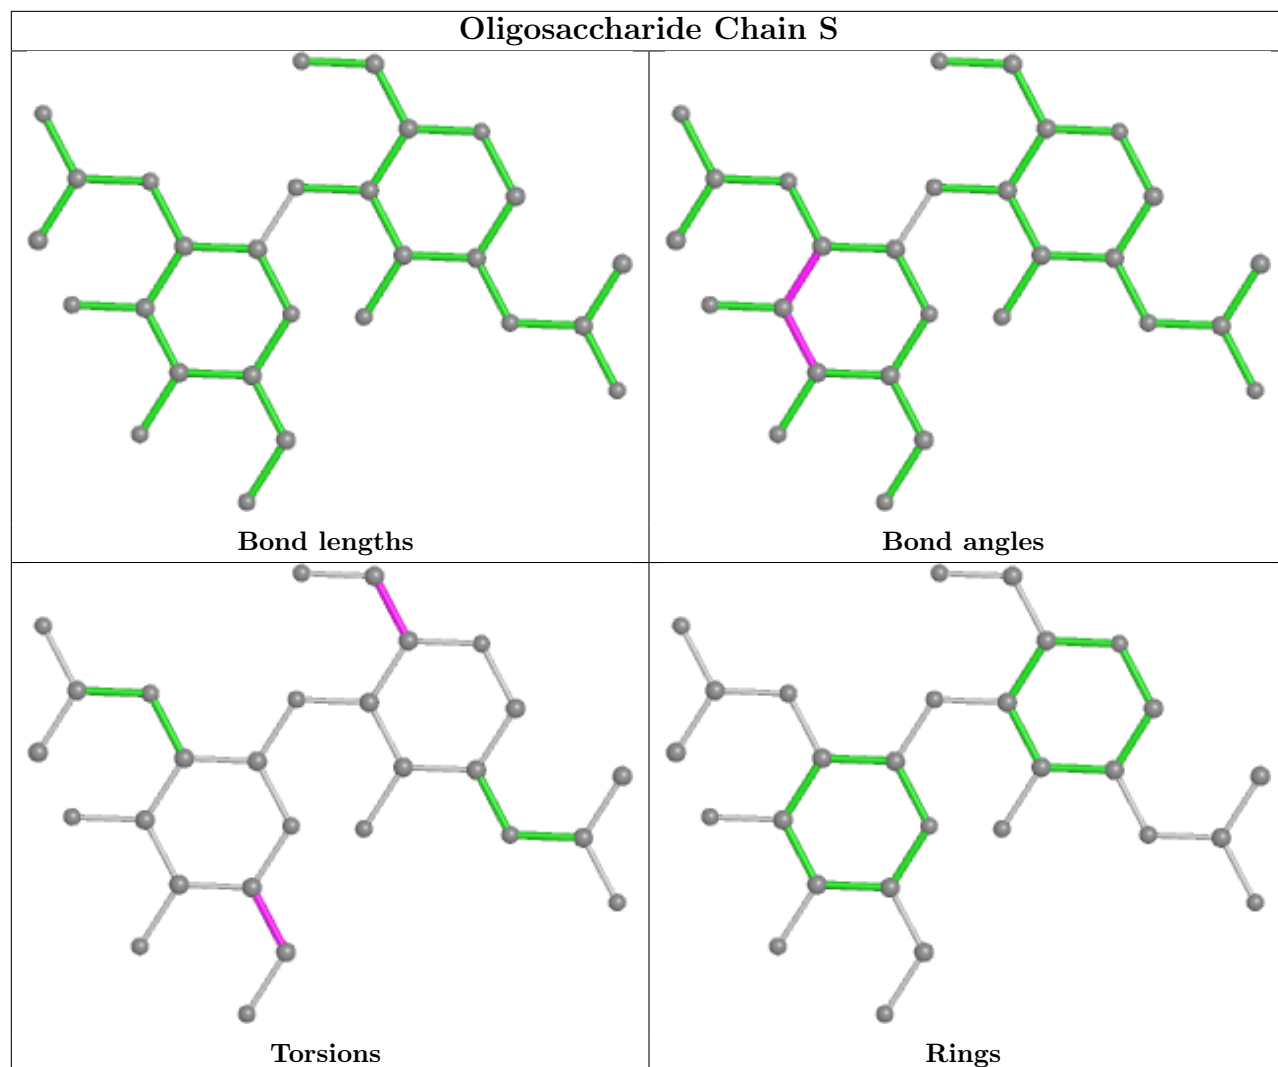 Oligosaccharide Chain S
Bond lengths
Bond angles
Torsions
Rings